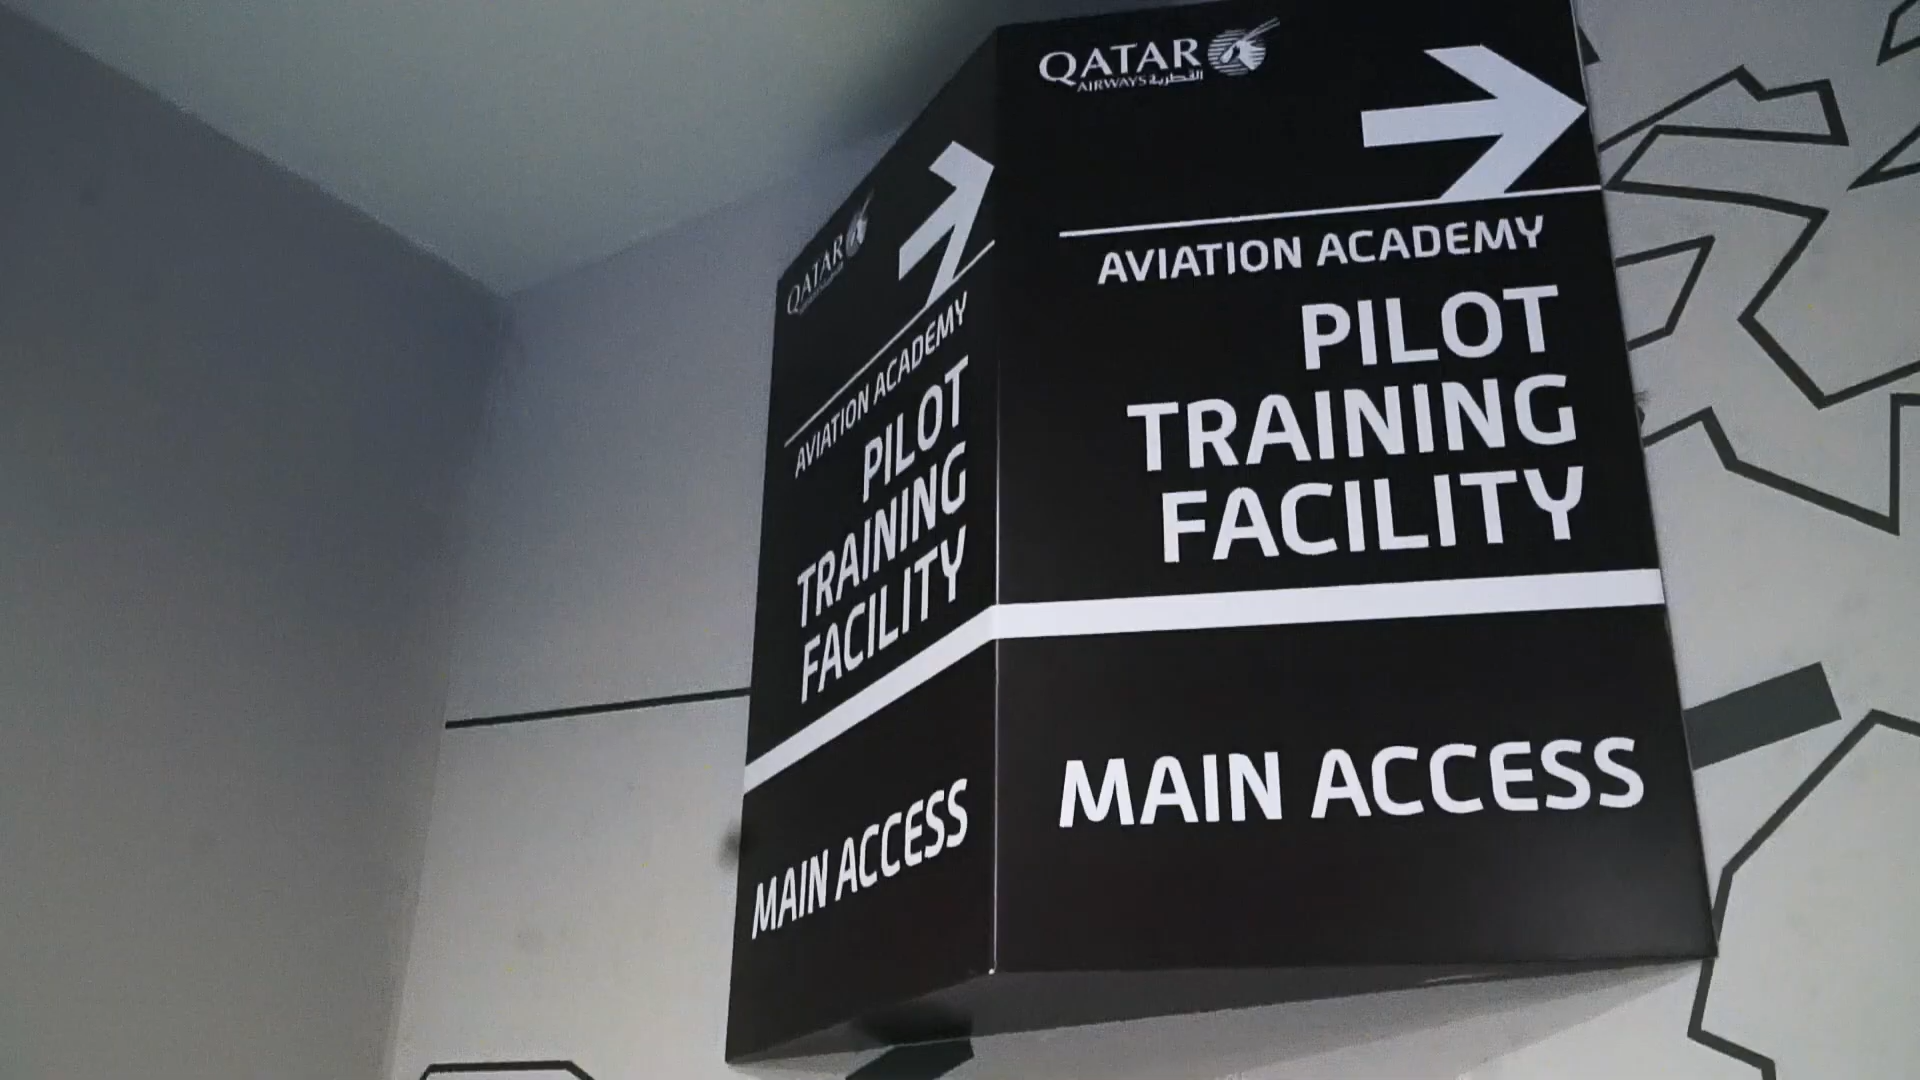 QATAR
AIRWAYS القطرية
AVIATION ACADEMY
PILOT
TRAINING
FACILITY
MAIN ACCESS
QATAR
AVIATION ACADEMY
PILOT
TRAINING
FACILITY
MAIN ACCESS